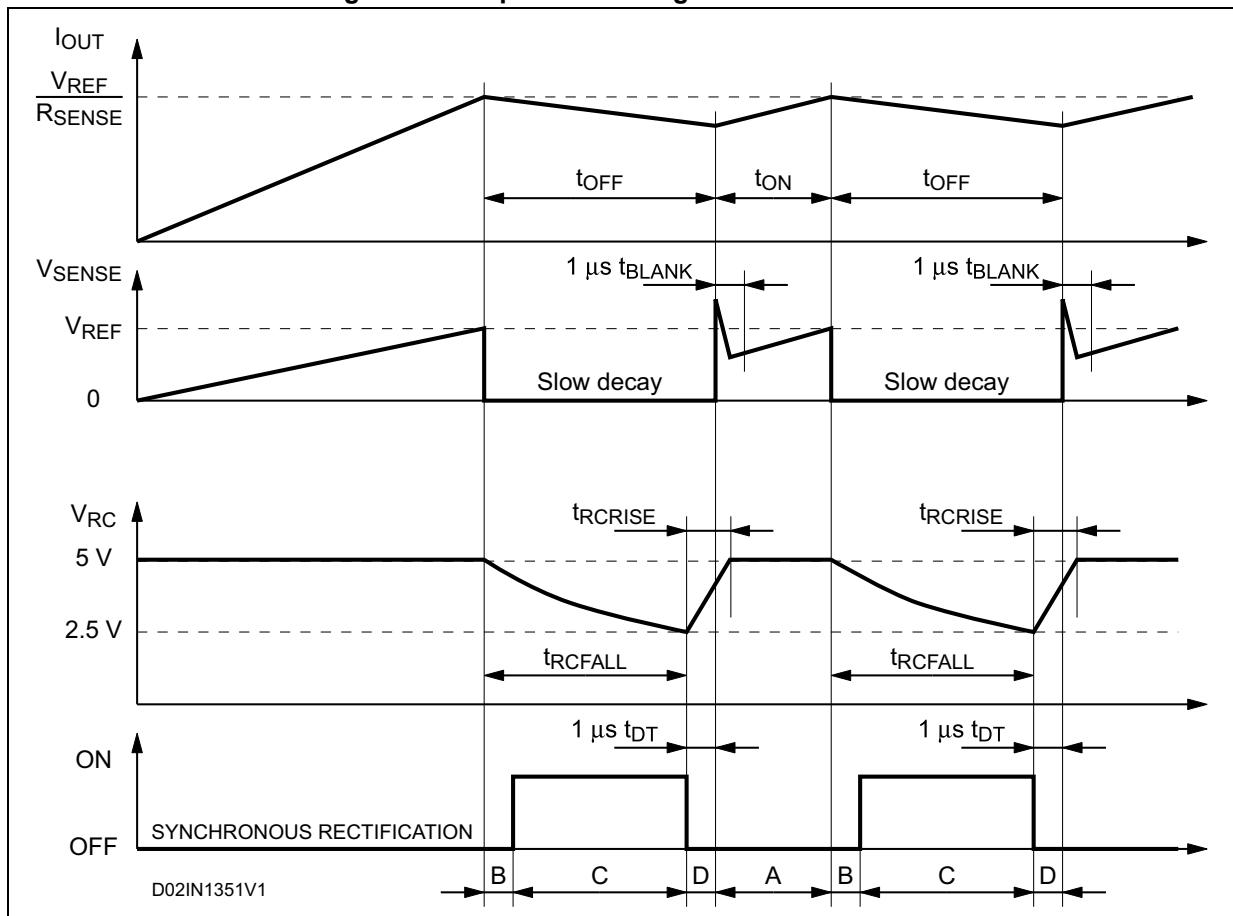 IOUT
VREF
RSENSE
tOFF
tON
tOFF
VSENSE
1 μs tBLANK
1 μs tBLANK
VREF
Slow decay
Slow decay
0
VRC
tRCRISE
tRCRISE
5 V
2.5 V
tRCFALL
tRCFALL
1 μs tDT
1 μs tDT
ON
SYNCHRONOUS RECTIFICATION
OFF
B C D A B C D
D02IN1351V1